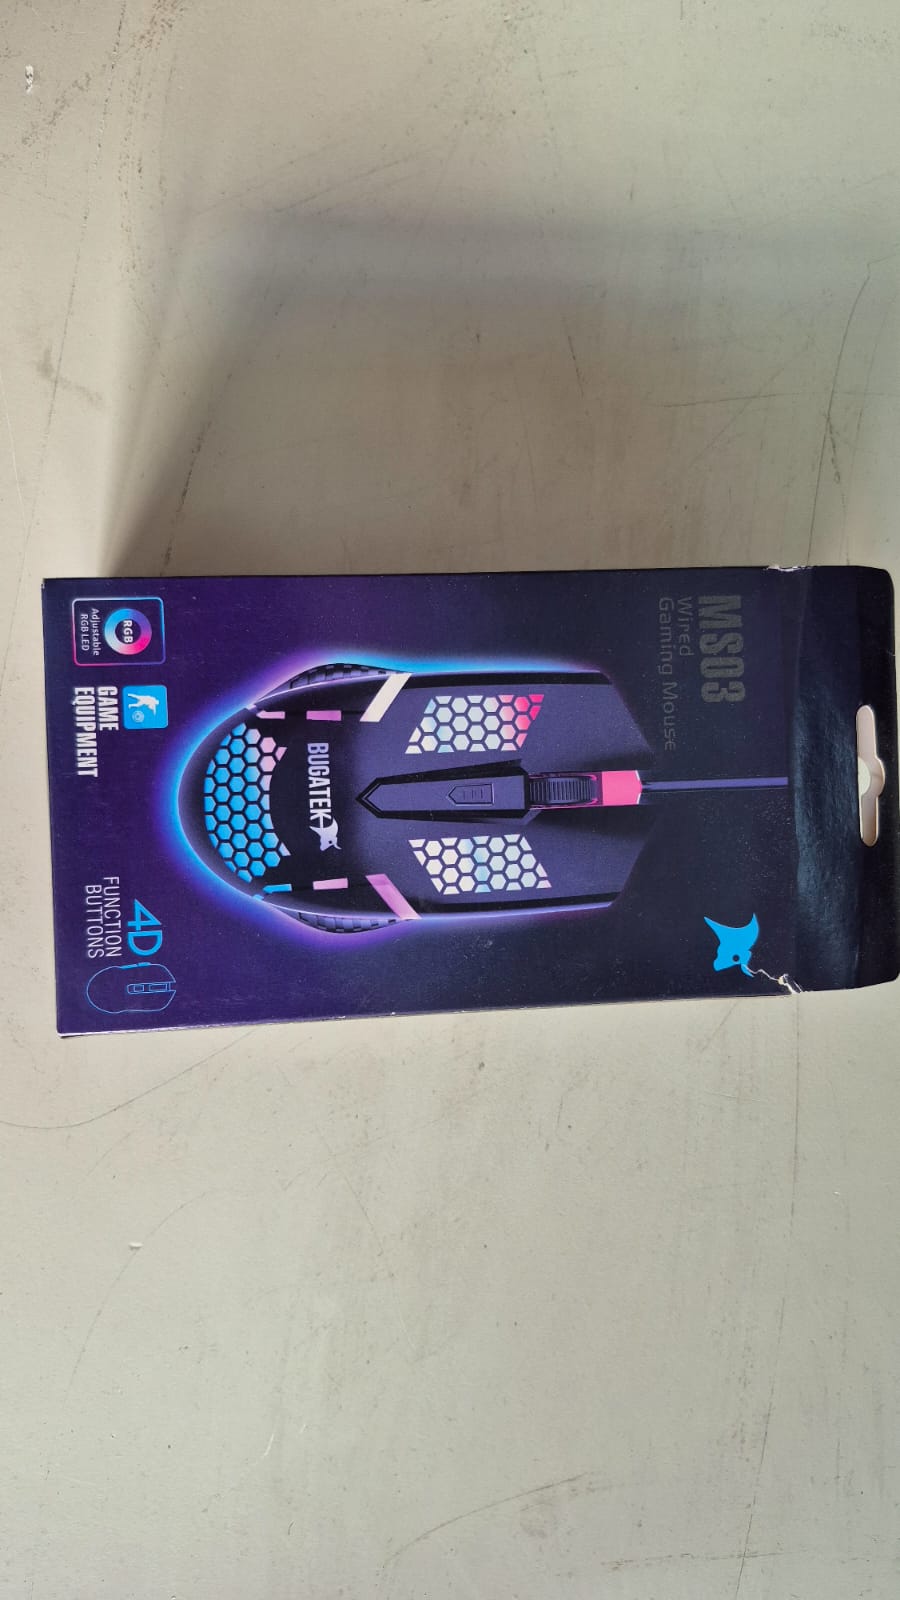 MS03
Wired
Gaming Mouse
BUGATEK
RGB
Adjustable
RGB LED
GAME
EQUIPMENT
4D
FUNCTION
BUTTONS